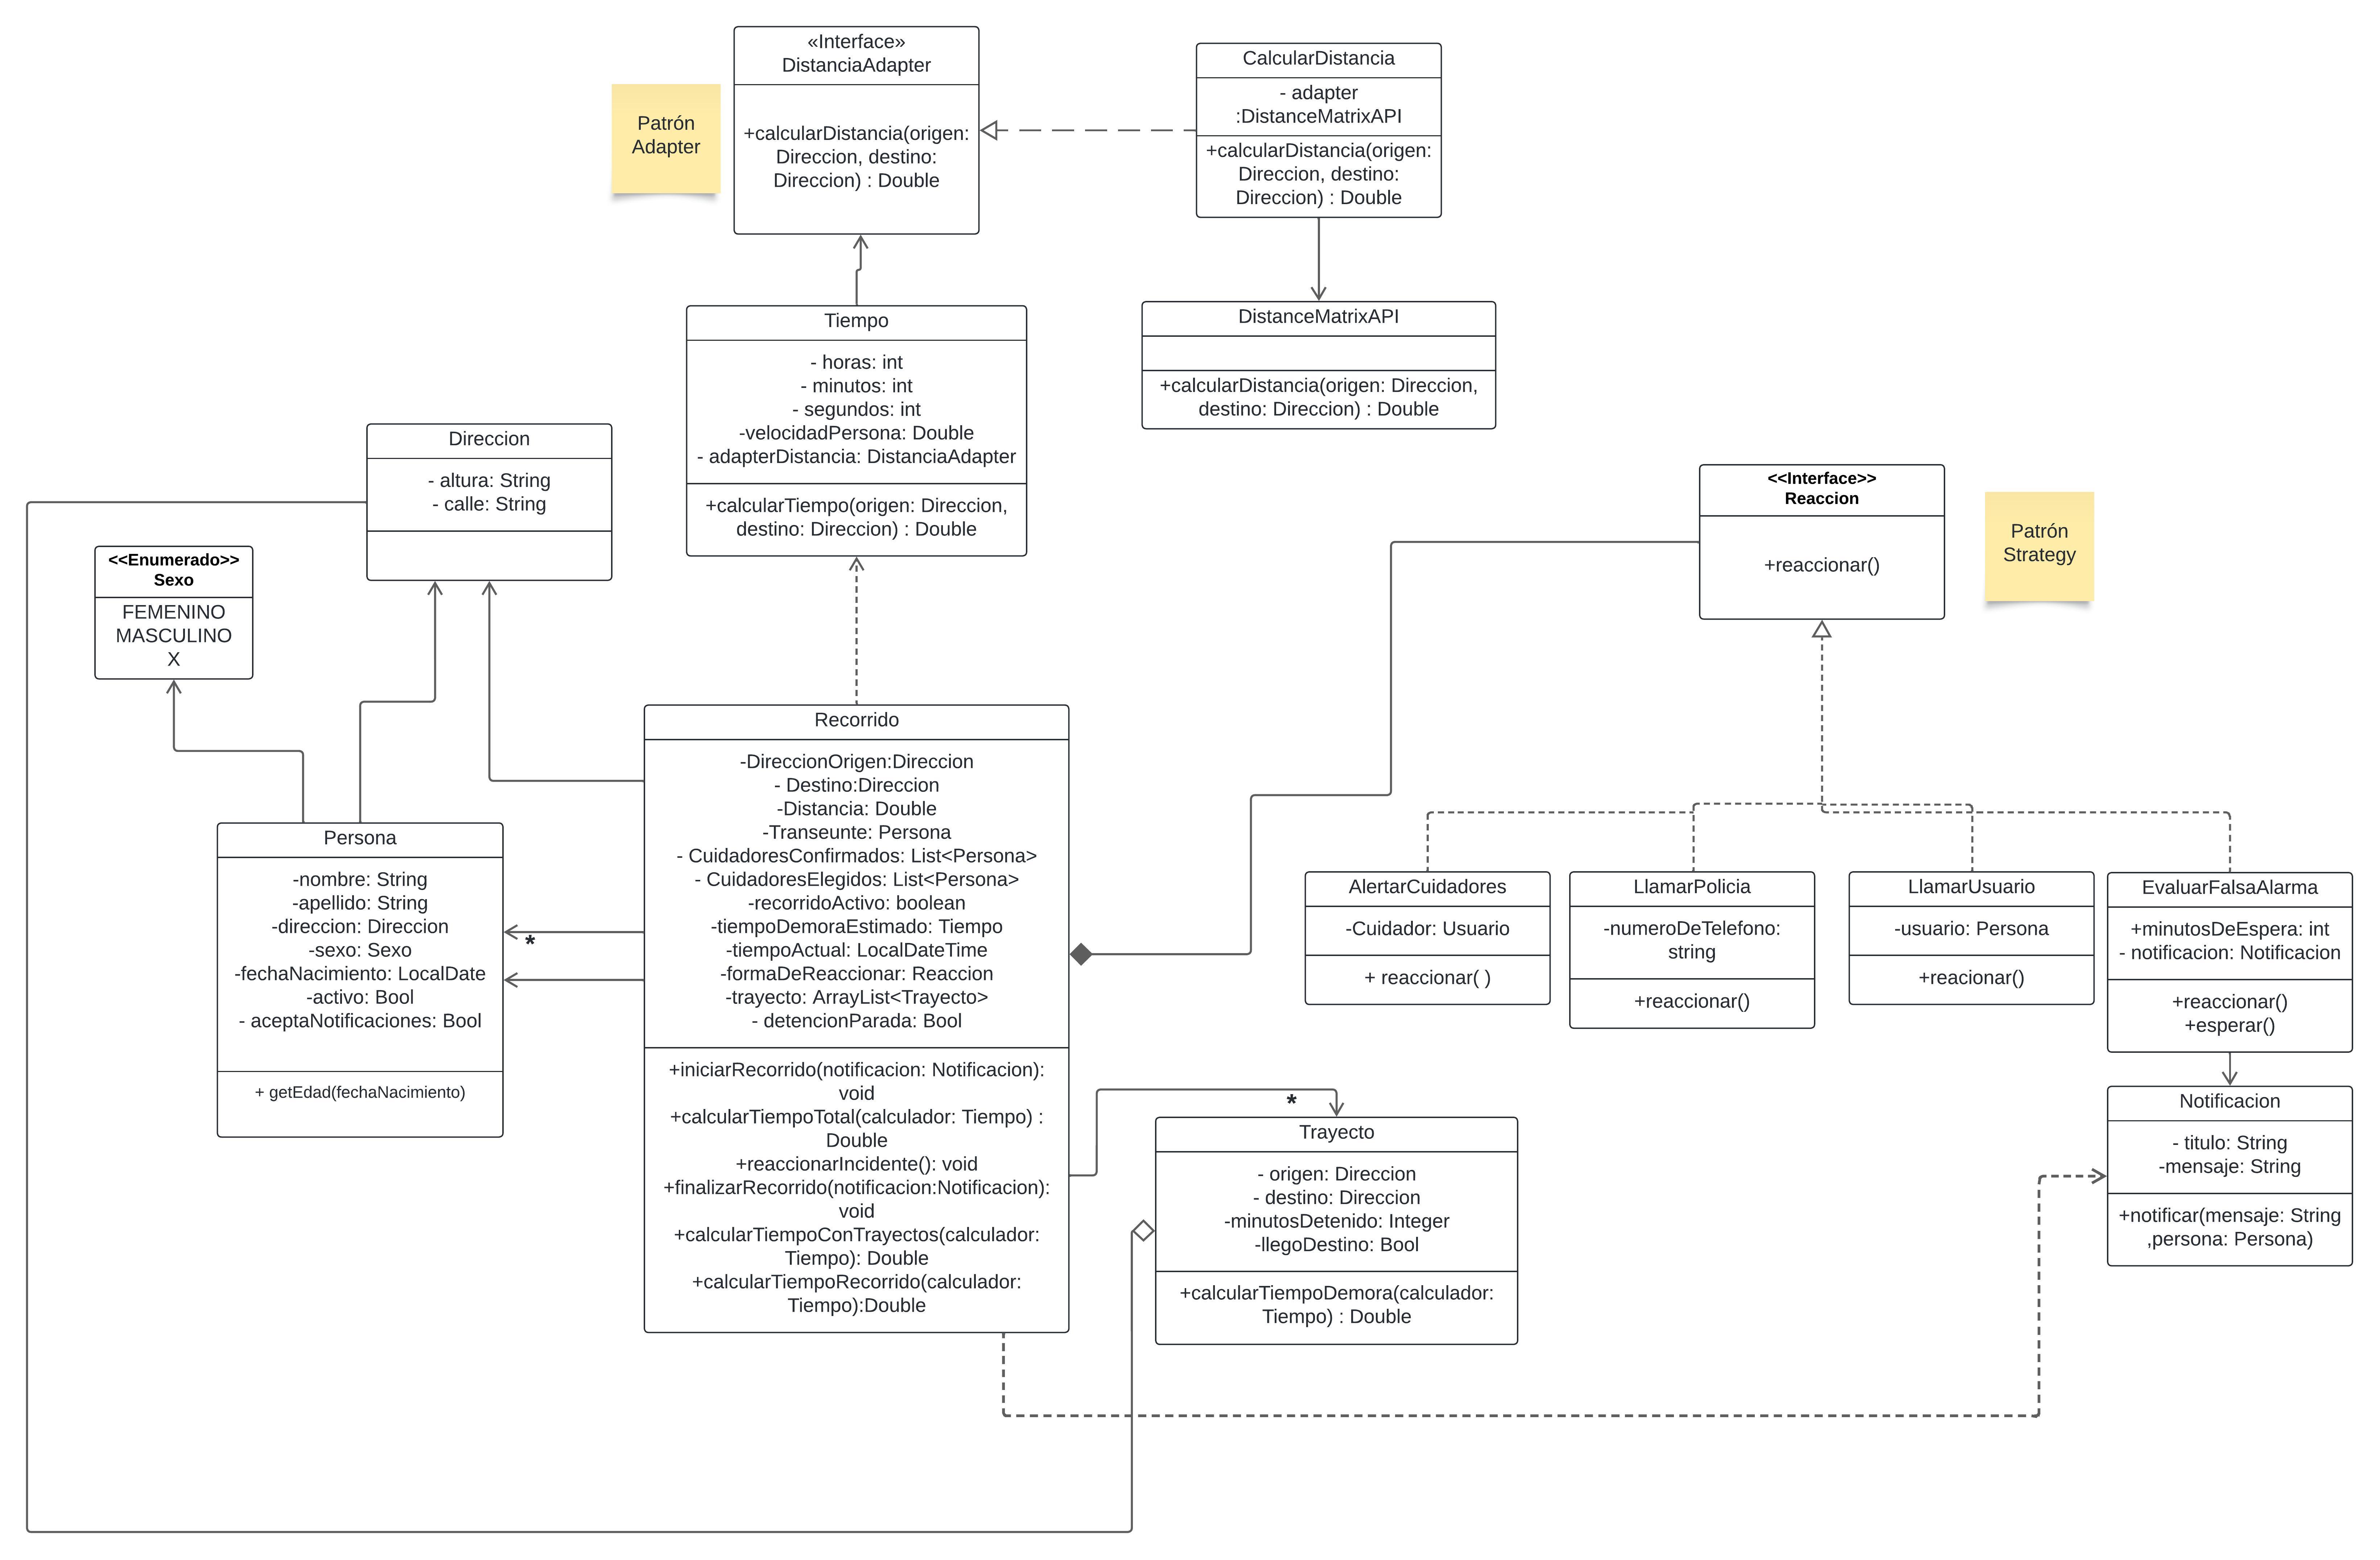 «Interface»
DistanciaAdapter
+calcularDistancia(origen:
Direccion, destino:
Direccion) : Double
Patrón
Adapter
CalcularDistancia
- adapter
:DistanceMatrixAPI
+calcularDistancia(origen:
Direccion, destino:
Direccion) : Double
DistanceMatrixAPI
+calcularDistancia(origen: Direccion,
destino: Direccion) : Double
Tiempo
- horas: int
- minutos: int
- segundos: int
-velocidadPersona: Double
- adapterDistancia: DistanciaAdapter
+calcularTiempo(origen: Direccion,
destino: Direccion) : Double
Direccion
- altura: String
- calle: String
<<Enumerado>>
Sexo
FEMENINO
MASCULINO
X
<<Interface>>
Reaccion
+reaccionar()
Patrón
Strategy
Persona
-nombre: String
-apellido: String
-direccion: Direccion
-sexo: Sexo
-fechaNacimiento: LocalDate
-activo: Bool
- aceptaNotificaciones: Bool
+ getEdad(fechaNacimiento)
*
Recorrido
-DireccionOrigen:Direccion
- Destino:Direccion
-Distancia: Double
-Transeunte: Persona
- CuidadoresConfirmados: List<Persona>
- CuidadoresElegidos: List<Persona>
-recorridoActivo: boolean
-tiempoDemoraEstimado: Tiempo
-tiempoActual: LocalDateTime
-formaDeReaccionar: Reaccion
-trayecto: ArrayList<Trayecto>
- detencionParada: Bool
+iniciarRecorrido(notificacion: Notificacion):
void
+calcularTiempoTotal(calculador: Tiempo) :
Double
+reaccionarIncidente(): void
+finalizarRecorrido(notificacion:Notificacion):
void
+calcularTiempoConTrayectos(calculador:
Tiempo): Double
+calcularTiempoRecorrido(calculador:
Tiempo):Double
*
Trayecto
- origen: Direccion
- destino: Direccion
-minutosDetenido: Integer
-llegoDestino: Bool
+calcularTiempoDemora(calculador:
Tiempo) : Double
AlertarCuidadores
-Cuidador: Usuario
+ reaccionar( )
LlamarPolicia
-numeroDeTelefono:
string
+reaccionar()
LlamarUsuario
-usuario: Persona
+reacionar()
EvaluarFalsaAlarma
+minutosDeEspera: int
- notificacion: Notificacion
+reaccionar()
+esperar()
Notificacion
- titulo: String
-mensaje: String
+notificar(mensaje: String
,persona: Persona)